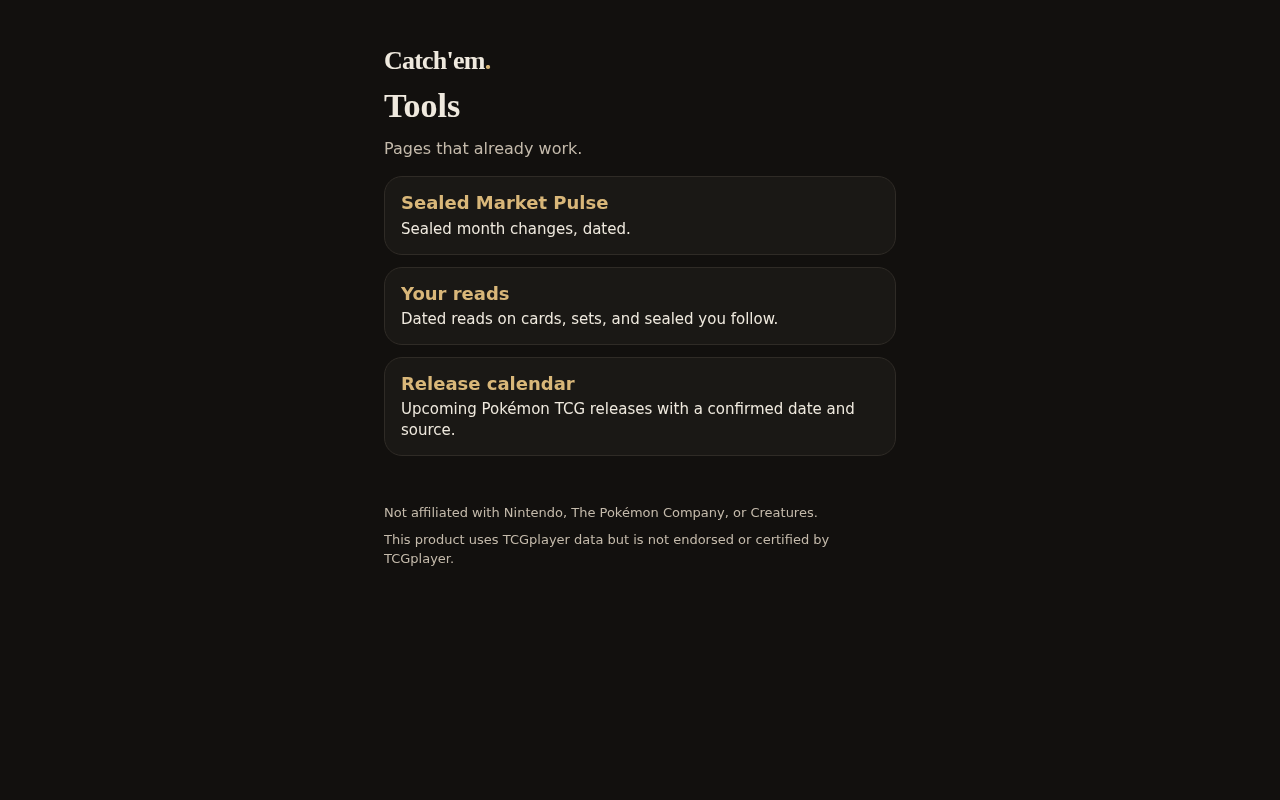 Catch'em.
Tools
Pages that already work.
Sealed Market Pulse
Sealed month changes, dated.
Your reads
Dated reads on cards, sets, and sealed you follow.
Release calendar
Upcoming Pokémon TCG releases with a confirmed date and
source.
Not affiliated with Nintendo, The Pokémon Company, or Creatures.
This product uses TCGplayer data but is not endorsed or certified by
TCGplayer.